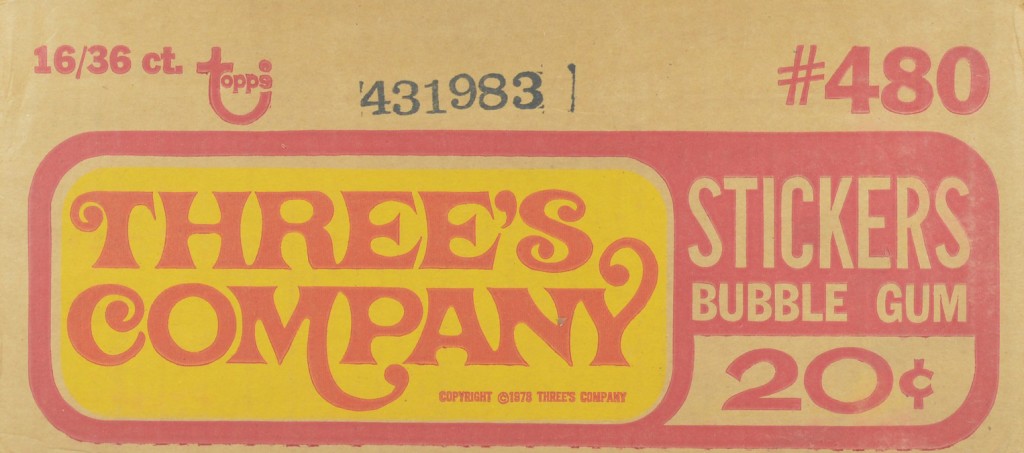 16/36 ct.
Topps
431983
#480
THREE'S
COMPANY
COPYRIGHT ©1978 THREE'S COMPANY
STICKERS
BUBBLE GUM
20¢